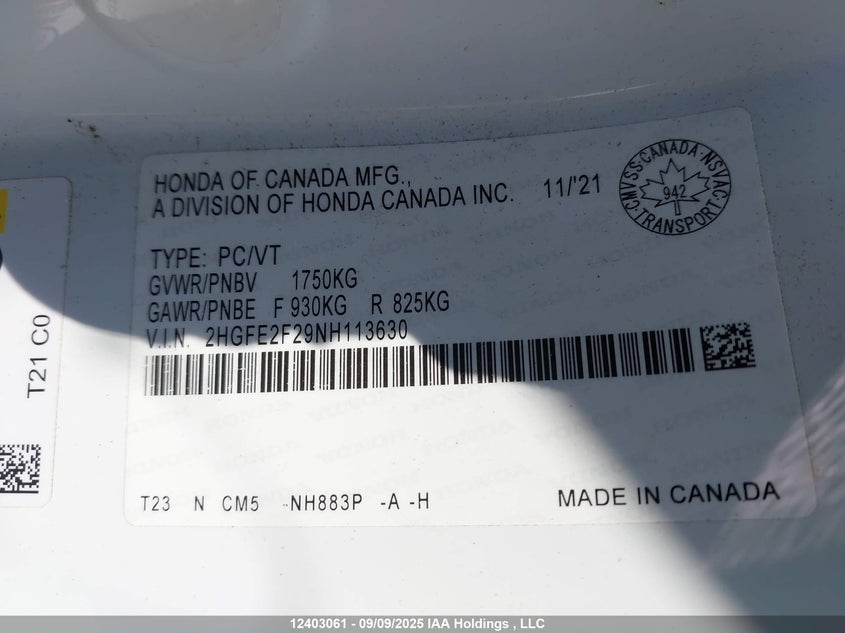 HONDA OF CANADA MFG.,
A DIVISION OF HONDA CANADA INC. 11/'21
CMVSS · CANADA · NSVAC
942
TRANSPORT
TYPE: PC/VT
GVWR/PNBV 1750KG
GAWR/PNBE F 930KG R 825KG
V.I.N. 2HGFE2F29NH113630
T23 N CM5 NH883P -A -H MADE IN CANADA
T21 C0
12403061 - 09/09/2025 IAA Holdings , LLC